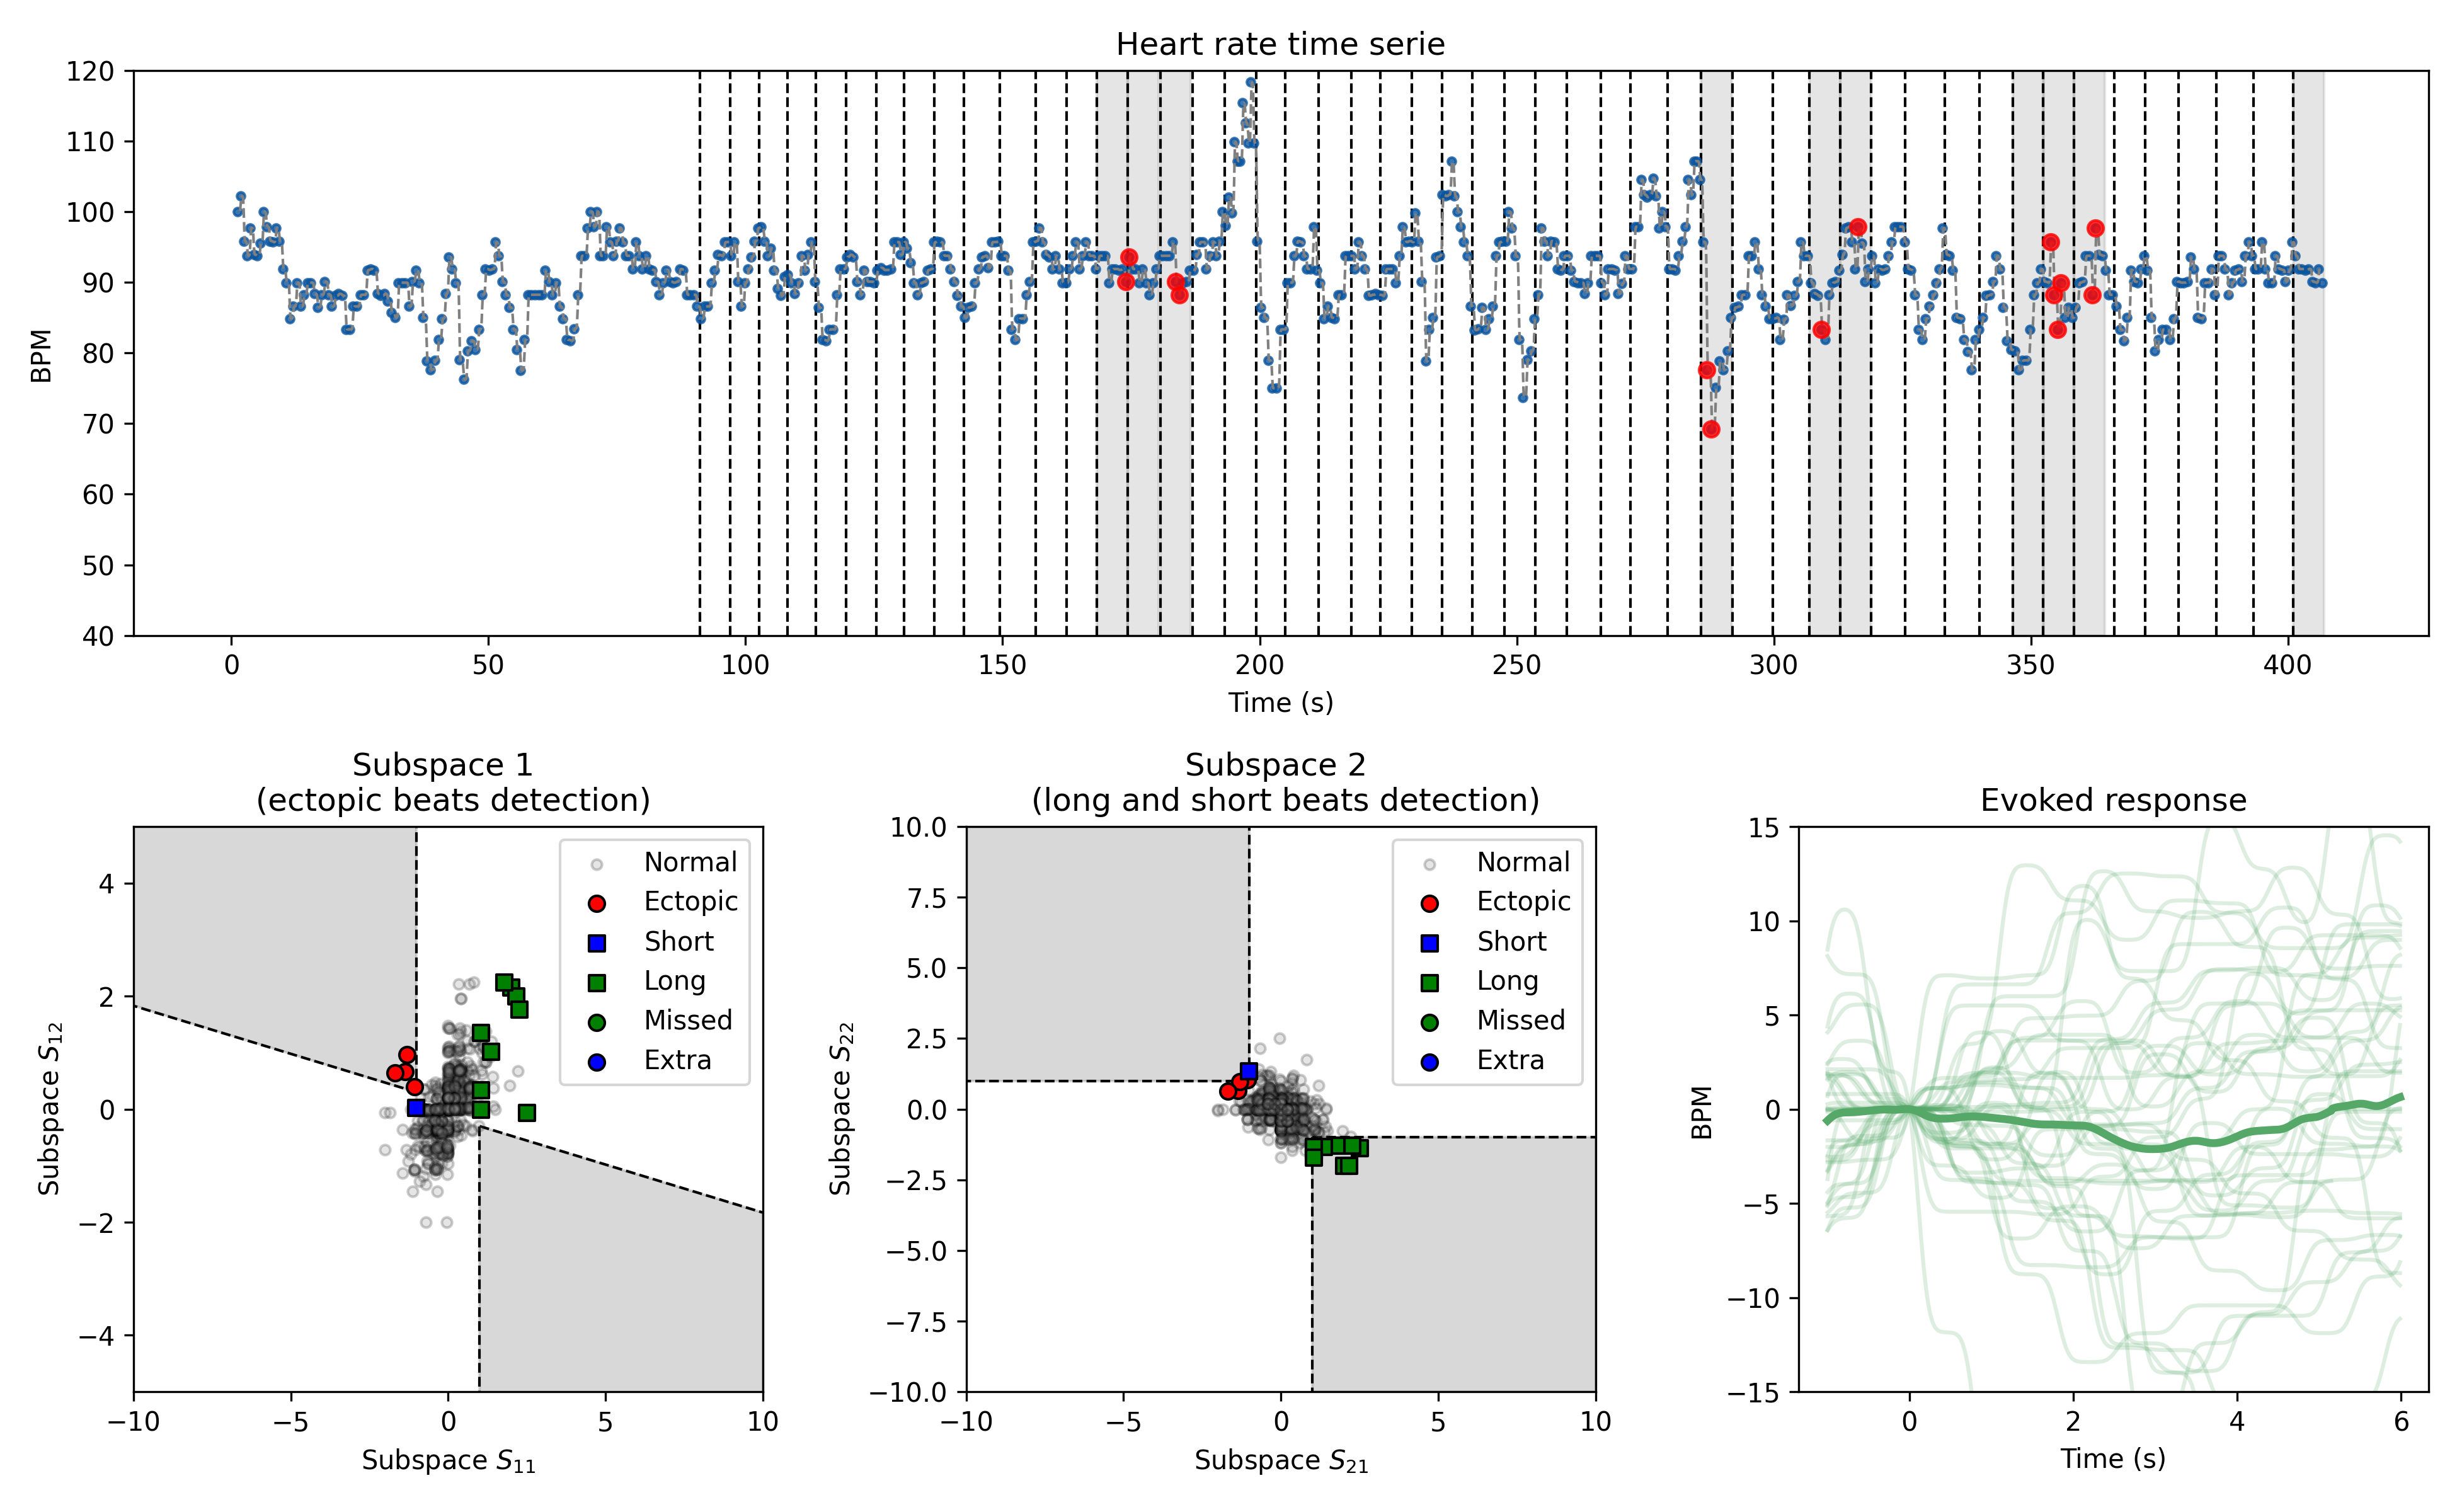 Heart rate time serie
120
110
100
90
80
70
60
50
40
BPM
0 50 100 150 200 250 300 350 400
Time (s)
Subspace 1
(ectopic beats detection)
4
2
0
−2
−4
Subspace S12
−10 −5 0 5 10
Subspace S11
Normal
Ectopic
Short
Long
Missed
Extra
Subspace 2
(long and short beats detection)
10.0
7.5
5.0
2.5
0.0
−2.5
−5.0
−7.5
−10.0
Subspace S22
−10 −5 0 5 10
Subspace S21
Normal
Ectopic
Short
Long
Missed
Extra
Evoked response
15
10
5
0
−5
−10
−15
BPM
0 2 4 6
Time (s)